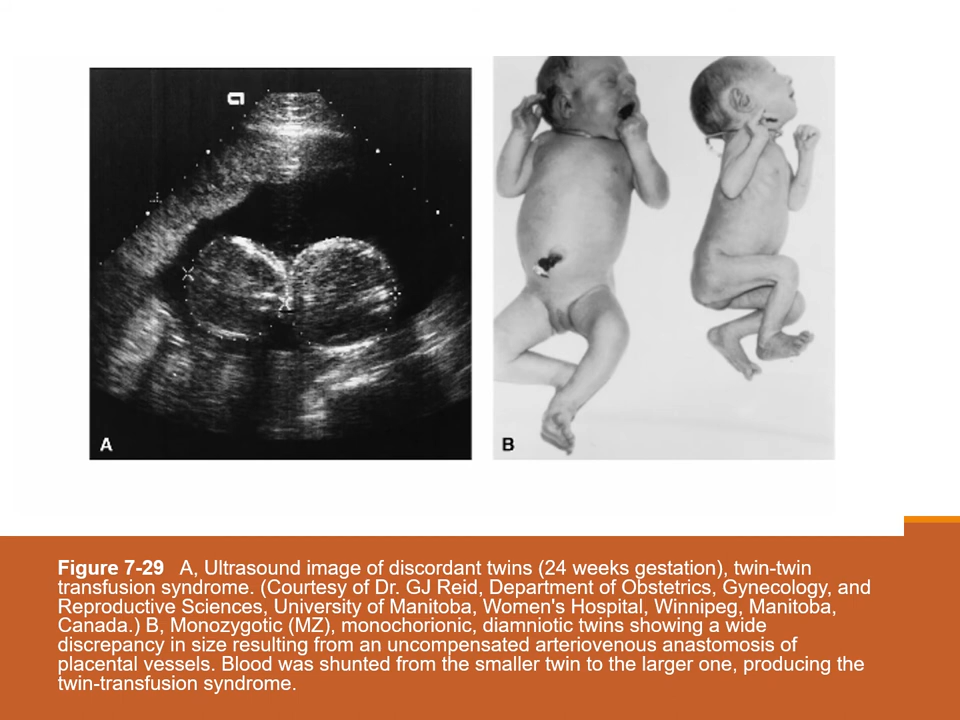 A
B
Figure 7-29 A, Ultrasound image of discordant twins (24 weeks gestation), twin-twin
transfusion syndrome. (Courtesy of Dr. GJ Reid, Department of Obstetrics, Gynecology, and
Reproductive Sciences, University of Manitoba, Women's Hospital, Winnipeg, Manitoba,
Canada.) B, Monozygotic (MZ), monochorionic, diamniotic twins showing a wide
discrepancy in size resulting from an uncompensated arteriovenous anastomosis of
placental vessels. Blood was shunted from the smaller twin to the larger one, producing the
twin-transfusion syndrome.